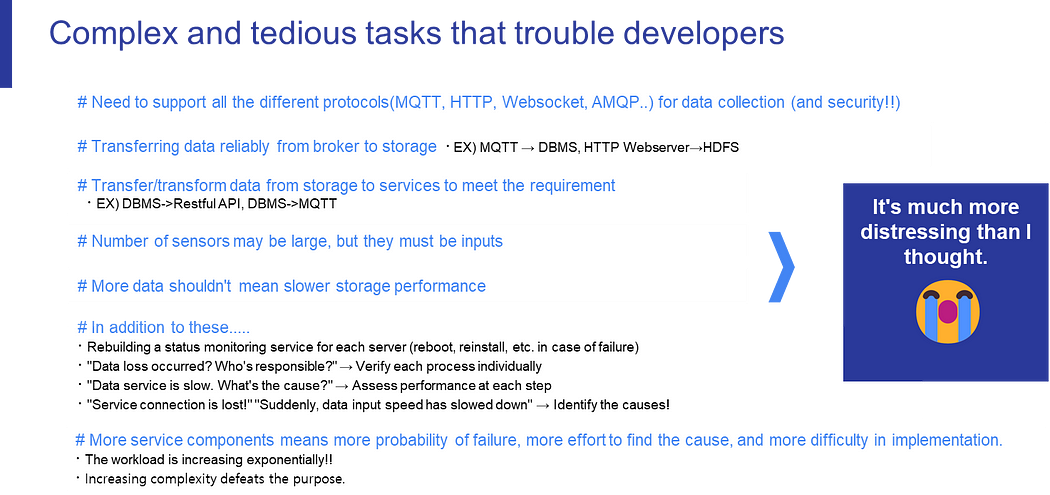 Complex and tedious tasks that trouble developers
# Need to support all the different protocols(MQTT, HTTP, Websocket, AMQP..) for data collection (and security!!)
# Transferring data reliably from broker to storage ・EX) MQTT → DBMS, HTTP Webserver→HDFS
# Transfer/transform data from storage to services to meet the requirement
・EX) DBMS->Restful API, DBMS->MQTT
# Number of sensors may be large, but they must be inputs
# More data shouldn't mean slower storage performance
# In addition to these.....
・Rebuilding a status monitoring service for each server (reboot, reinstall, etc. in case of failure)
・"Data loss occurred? Who's responsible?" → Verify each process individually
・"Data service is slow. What's the cause?" → Assess performance at each step
・"Service connection is lost!" "Suddenly, data input speed has slowed down" → Identify the causes!
# More service components means more probability of failure, more effort to find the cause, and more difficulty in implementation.
・The workload is increasing exponentially!!
・Increasing complexity defeats the purpose.
It's much more
distressing than I
thought.